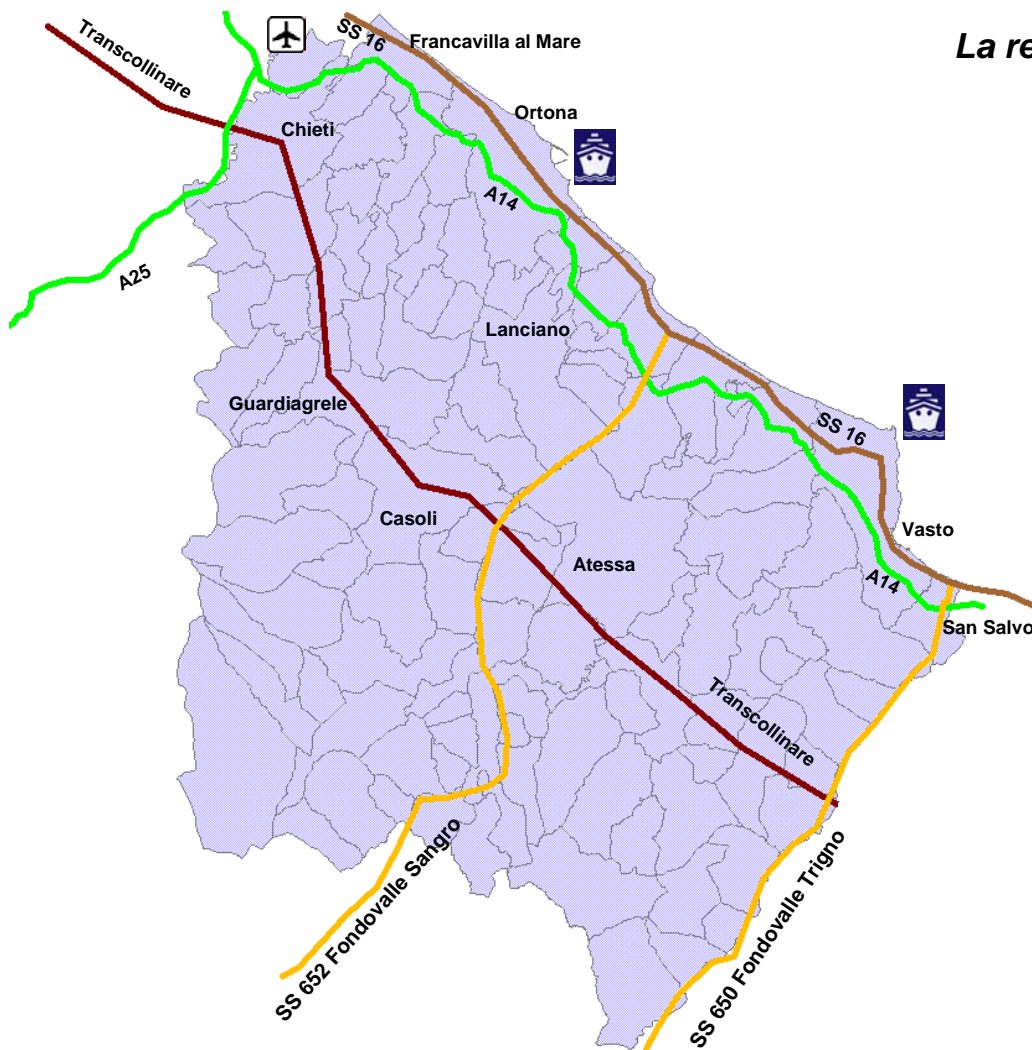 La re
Transcollinare
SS 16
Francavilla al Mare
Ortona
Chieti
A14
A25
Lanciano
Guardiagrele
SS 16
Casoli
Vasto
Atessa
A14
San Salvo
Transcollinare
SS 652 Fondovalle Sangro
SS 650 Fondovalle Trigno